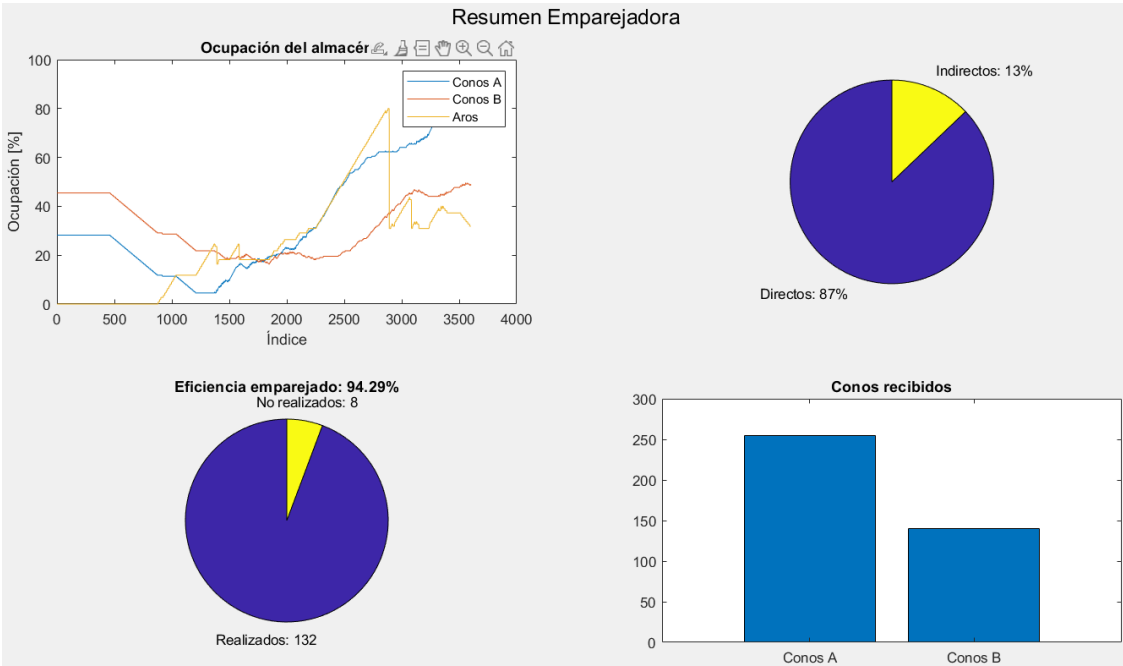 Resumen Emparejadora
Ocupación del almacér
100
80
60
40
20
0
Ocupación [%]
0 500 1000 1500 2000 2500 3000 3500 4000
Índice
Conos A
Conos B
Aros
Indirectos: 13%
Directos: 87%
Eficiencia emparejado: 94.29%
No realizados: 8
Realizados: 132
Conos recibidos
300
250
200
150
100
50
0
Conos A Conos B